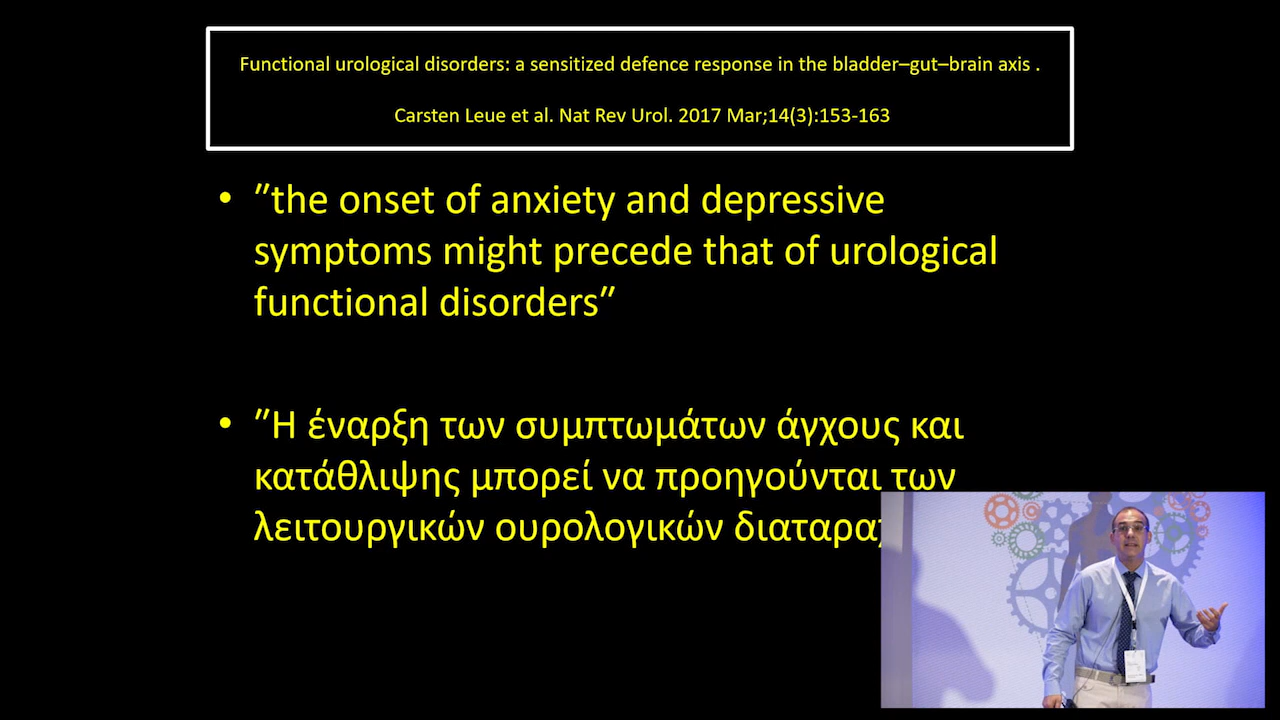 Functional urological disorders: a sensitized defence response in the bladder–gut–brain axis .
Carsten Leue et al. Nat Rev Urol. 2017 Mar;14(3):153-163
• ″the onset of anxiety and depressive
symptoms might precede that of urological
functional disorders″
• ″Η έναρξη των συμπτωμάτων άγχους και
κατάθλιψης μπορεί να προηγούνται των
λειτουργικών ουρολογικών